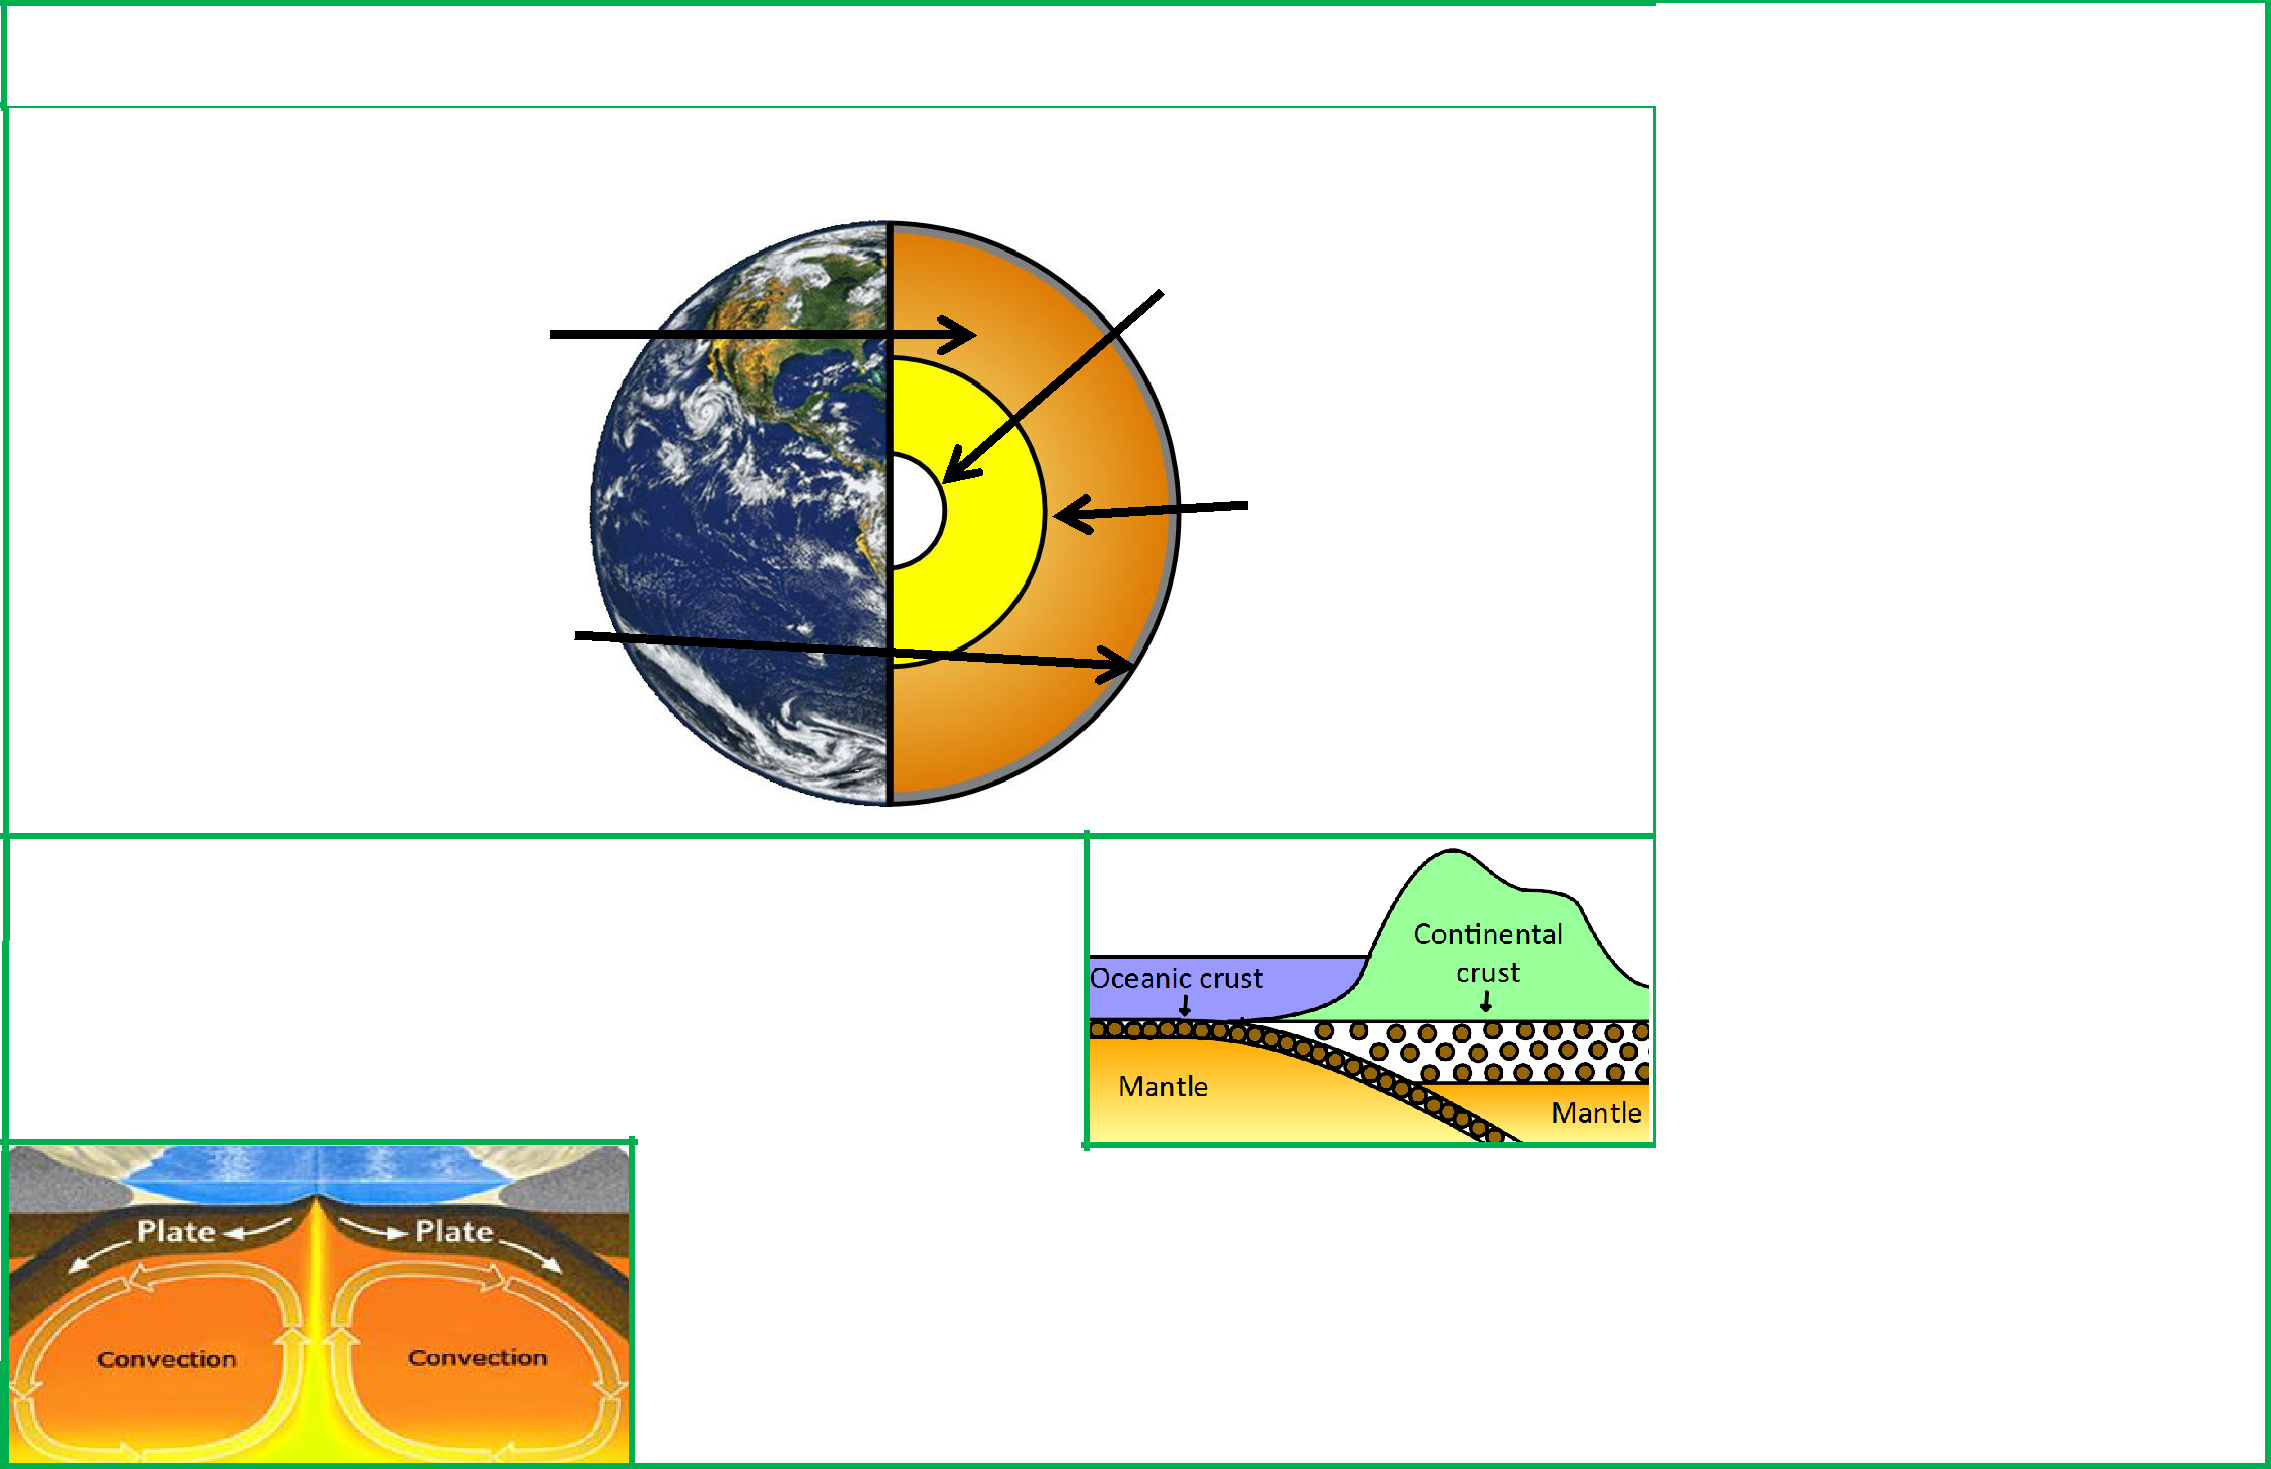 Continental
crust
Oceanic crust
Mantle
Mantle
Plate
Plate
Convection
Convection